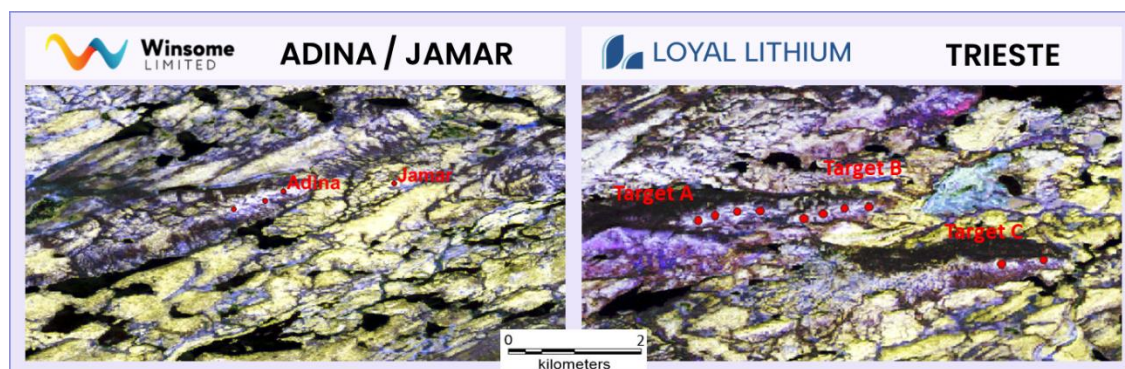 Winsome
LIMITED
ADINA / JAMAR
LOYAL LITHIUM
TRIESTE
Adina
Jamar
Target A
Target B
Target C
0 2
kilometers